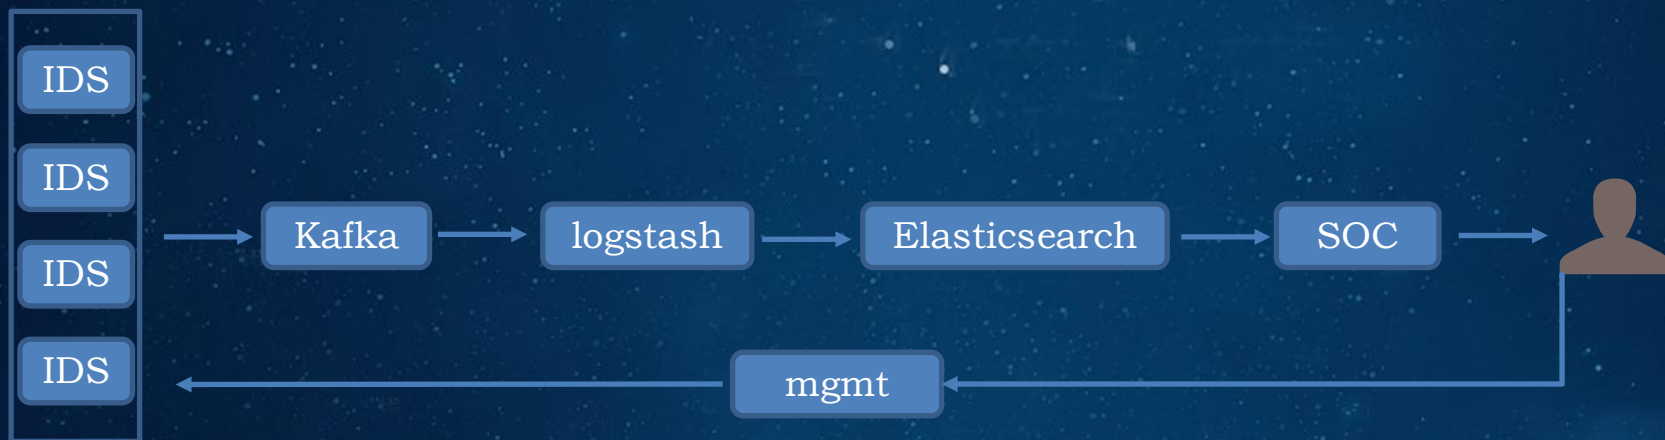 IDS
IDS
IDS
IDS
Kafka
logstash
Elasticsearch
SOC
mgmt